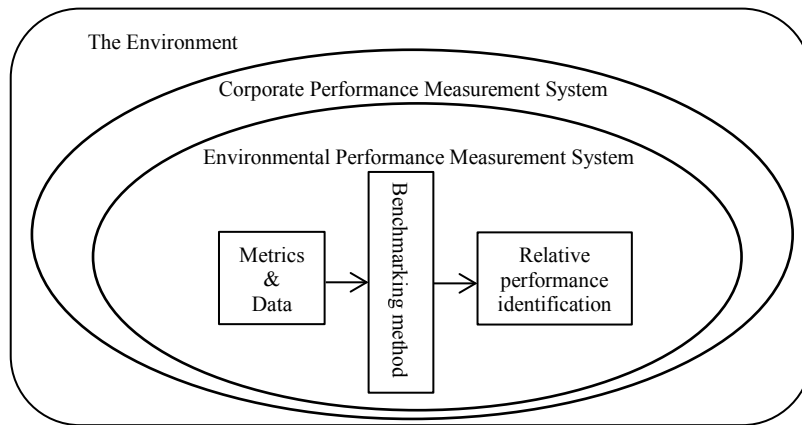 The Environment
Corporate Performance Measurement System
Environmental Performance Measurement System
Metrics
&
Data
Benchmarking method
Relative
performance
identification